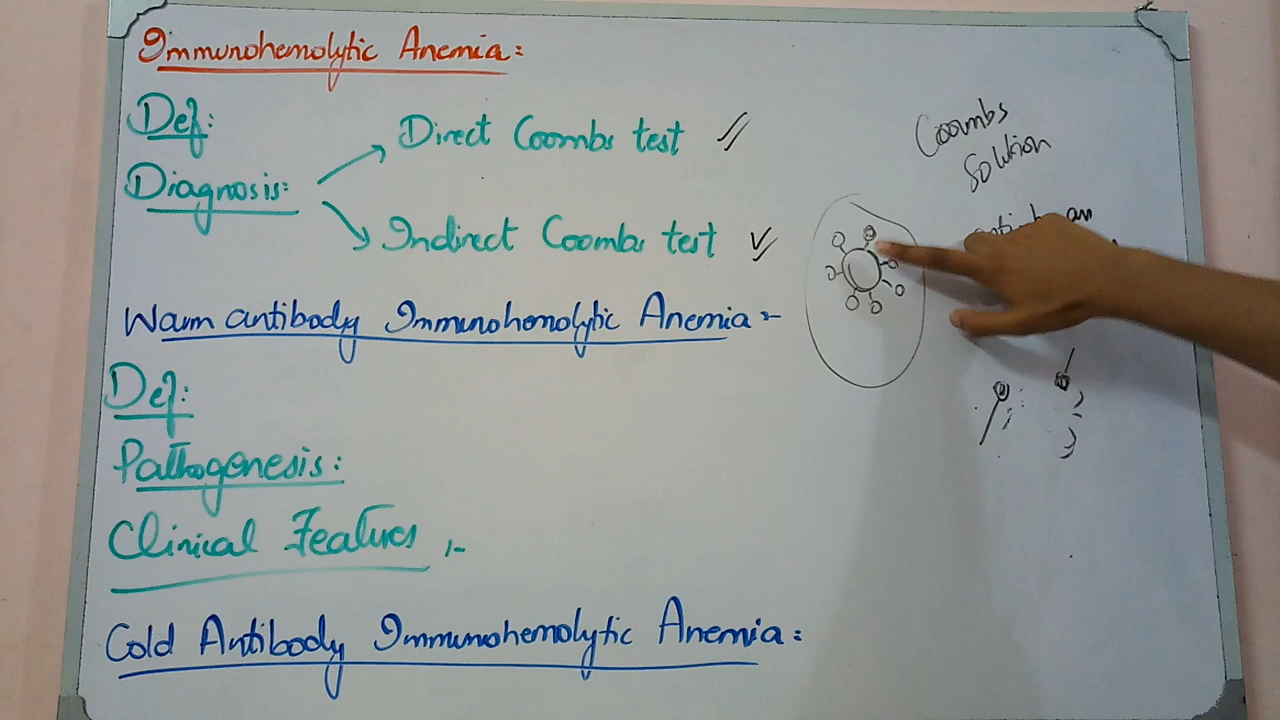 Immunohemolytic Anemia:
Def:
Diagnosis:
Direct Coombs test
Indirect Coombs test
Warm antibody Immunohemolytic Anemia:-
Def:
Pathogenesis:
Clinical Features :-
Cold Antibody Immunohemolytic Anemia:
Coombs
Solution